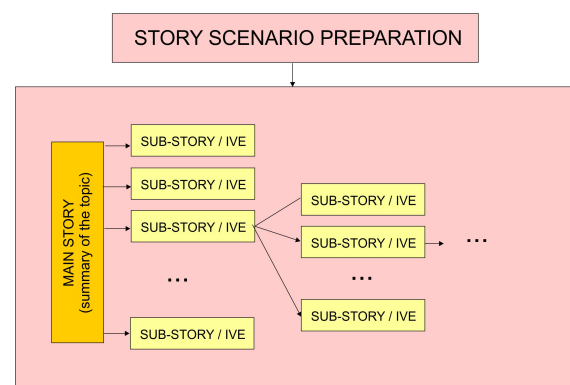 STORY SCENARIO PREPARATION
MAIN STORY
(summary of the topic)
SUB-STORY / IVE
SUB-STORY / IVE
SUB-STORY / IVE
...
SUB-STORY / IVE
SUB-STORY / IVE
SUB-STORY / IVE
...
...
SUB-STORY / IVE